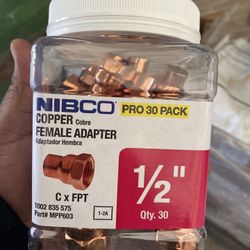 NIBCO PRO 30 PACK
COPPER Cobre
FEMALE ADAPTER
Adaptador Hembra
C x FPT
1002 835 575
Part# MPP603
1-2A
1/2"
Qty. 30